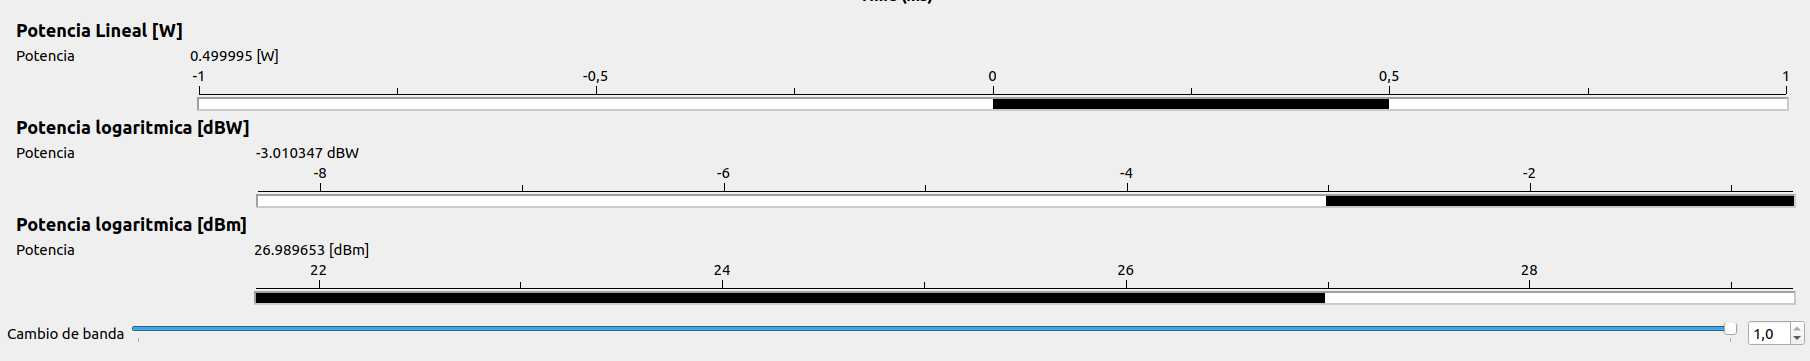 Time (ms)
Potencia Lineal [W]
Potencia 0.499995 [W]
-1 -0,5 0 0,5 1
Potencia logaritmica [dBW]
Potencia -3.010347 dBW
-8 -6 -4 -2
Potencia logaritmica [dBm]
Potencia 26.989653 [dBm]
22 24 26 28
Cambio de banda 1,0